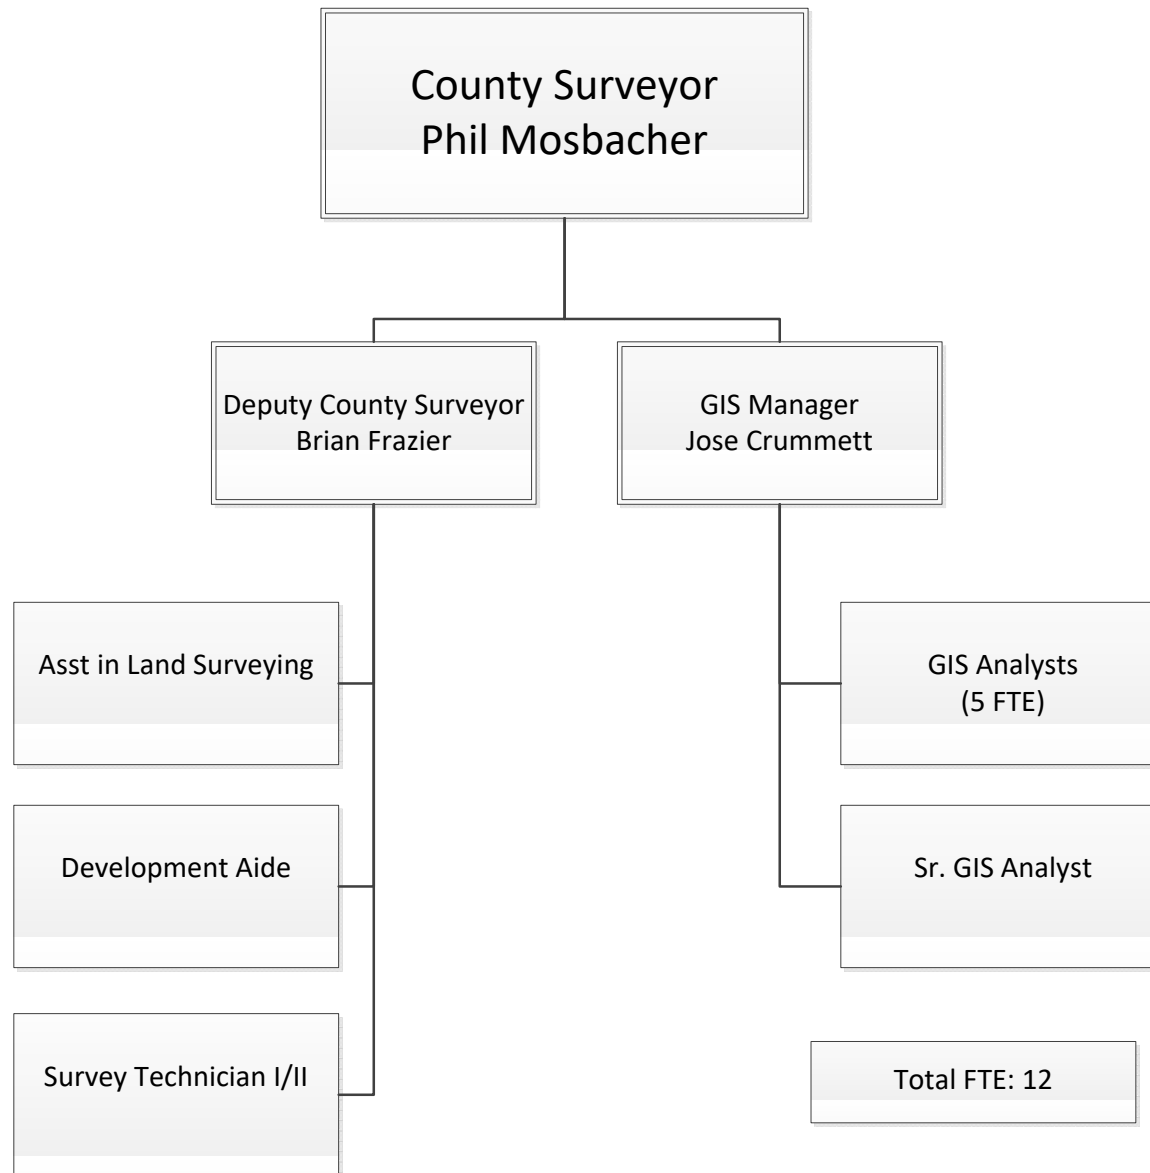 County Surveyor
Phil Mosbacher
Deputy County Surveyor
Brian Frazier
GIS Manager
Jose Crummett
Asst in Land Surveying
GIS Analysts
(5 FTE)
Development Aide
Sr. GIS Analyst
Survey Technician I/II
Total FTE: 12